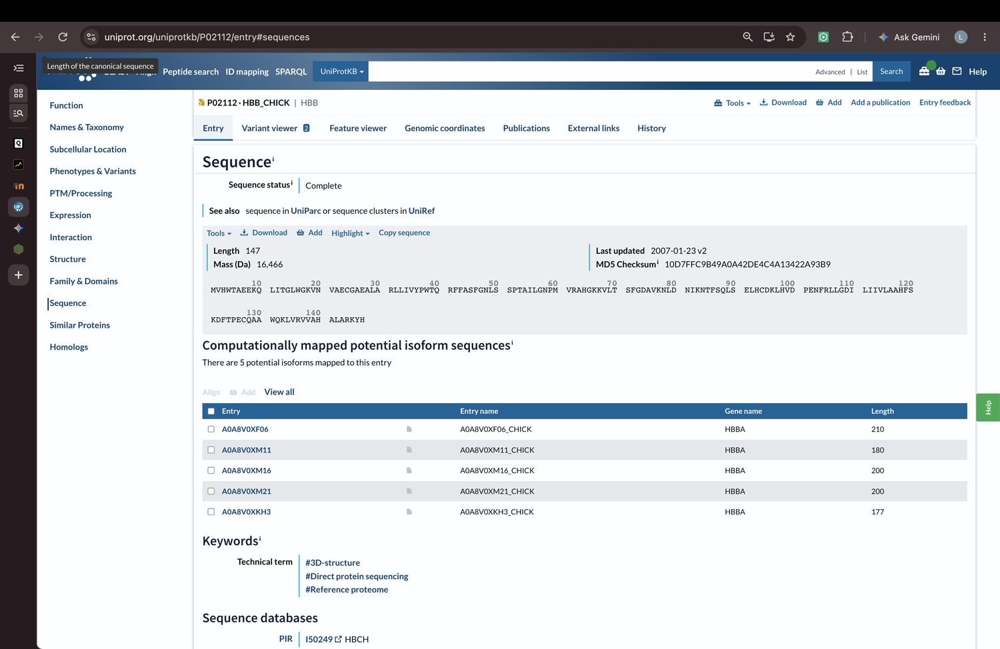 uniprot.org/uniprotkb/P02112/entry#sequences
Ask Gemini
L
Length of the canonical sequence
Peptide search ID mapping SPARQL UniProtKB Advanced | List Search Help
Function
Names & Taxonomy
Subcellular Location
Phenotypes & Variants
PTM/Processing
Expression
Interaction
Structure
Family & Domains
Sequence
Similar Proteins
Homologs
P02112 · HBB_CHICK | HBB
Tools Download Add Add a publication Entry feedback
Entry Variant viewer 2 Feature viewer Genomic coordinates Publications External links History
Sequence i
Sequence status i Complete
See also sequence in UniParc or sequence clusters in UniRef
Tools Download Add Highlight Copy sequence
Length 147
Mass (Da) 16,466
Last updated 2007-01-23 v2
MD5 Checksum i 10D7FFC9B49A0A42DE4C4A13422A93B9
10 20 30 40 50 60 70 80 90 100 110 120
MVHWTAEEKQ LITGLWGKVN VAECGAEALA RLLIVYPWTQ RFFASFGNLS SPTAILGNPM VRAHGKKVLT SFGDAVKNLD NIKNTFSQLS ELHCDKLHVD PENFRLLGDI LIIVLAAHFS
130 140
KDFTPECQAA WQKLVRVVAH ALARKYH
Computationally mapped potential isoform sequences i
There are 5 potential isoforms mapped to this entry
Align Add View all
Entry Entry name Gene name Length
A0A8V0XF06 A0A8V0XF06_CHICK HBBA 210
A0A8V0XM11 A0A8V0XM11_CHICK HBBA 180
A0A8V0XM16 A0A8V0XM16_CHICK HBBA 200
A0A8V0XM21 A0A8V0XM21_CHICK HBBA 200
A0A8V0XKH3 A0A8V0XKH3_CHICK HBBA 177
Keywords i
Technical term #3D-structure
#Direct protein sequencing
#Reference proteome
Sequence databases
PIR I50249 HBCH
Help
Q
in
UP